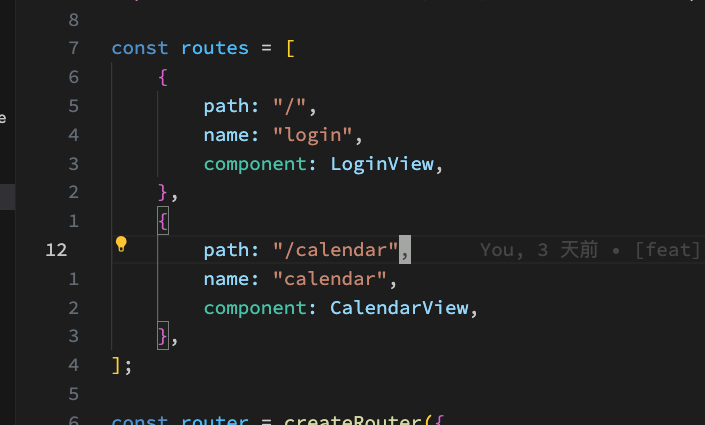 8
7 const routes = [
6 {
5 path: "/",
4 name: "login",
3 component: LoginView,
2 },
1 {
12 path: "/calendar", You, 3 天前 • [feat]
1 name: "calendar",
2 component: CalendarView,
3 },
4 ];
5
6 const router = createRouter({
e